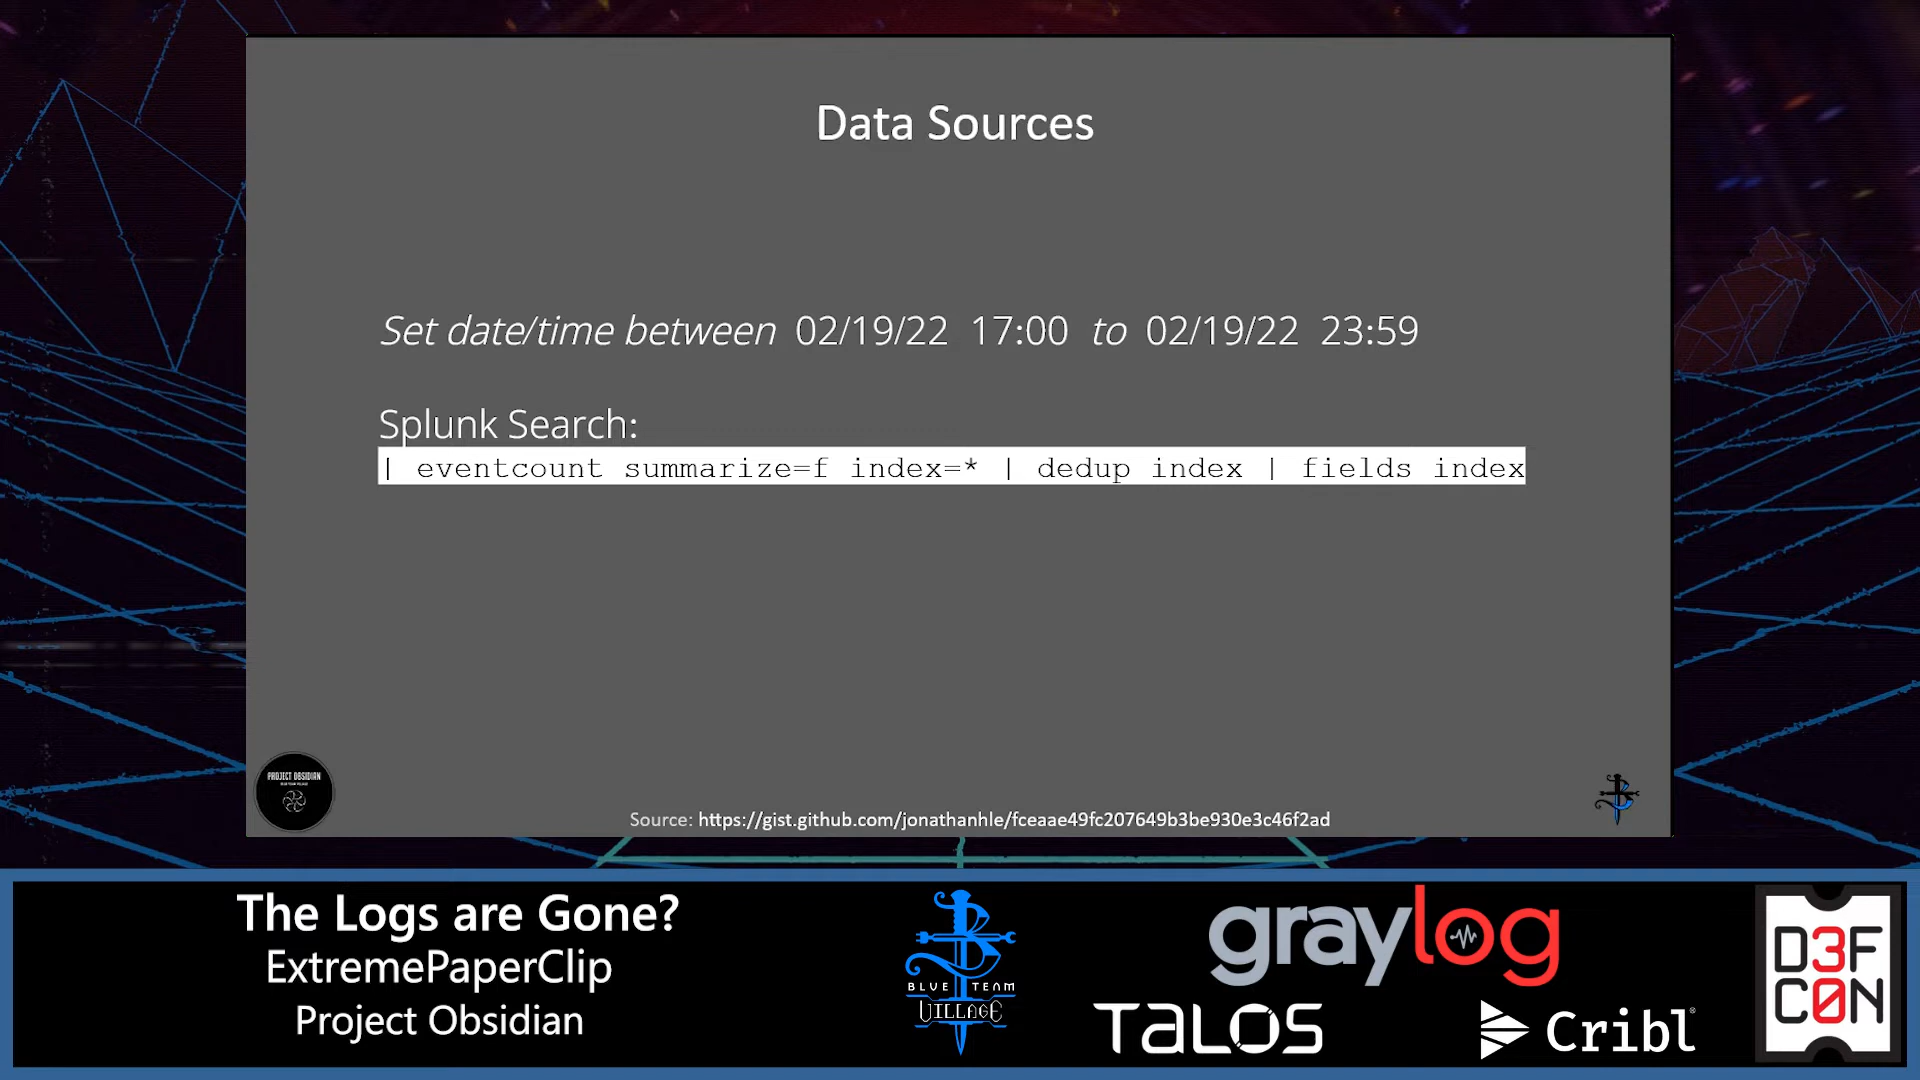 Data Sources
Set date/time between 02/19/22 17:00 to 02/19/22 23:59
Splunk Search:
| eventcount summarize=f index=* | dedup index | fields index
PROJECT OBSIDIAN
Source: https://gist.github.com/jonathanhle/fceaae49fc207649b3be930e3c46f2ad
The Logs are Gone?
ExtremePaperClip
Project Obsidian
BLUE TEAM
VILLAGE
graylog
TALOS
Cribl
D3F
C0N